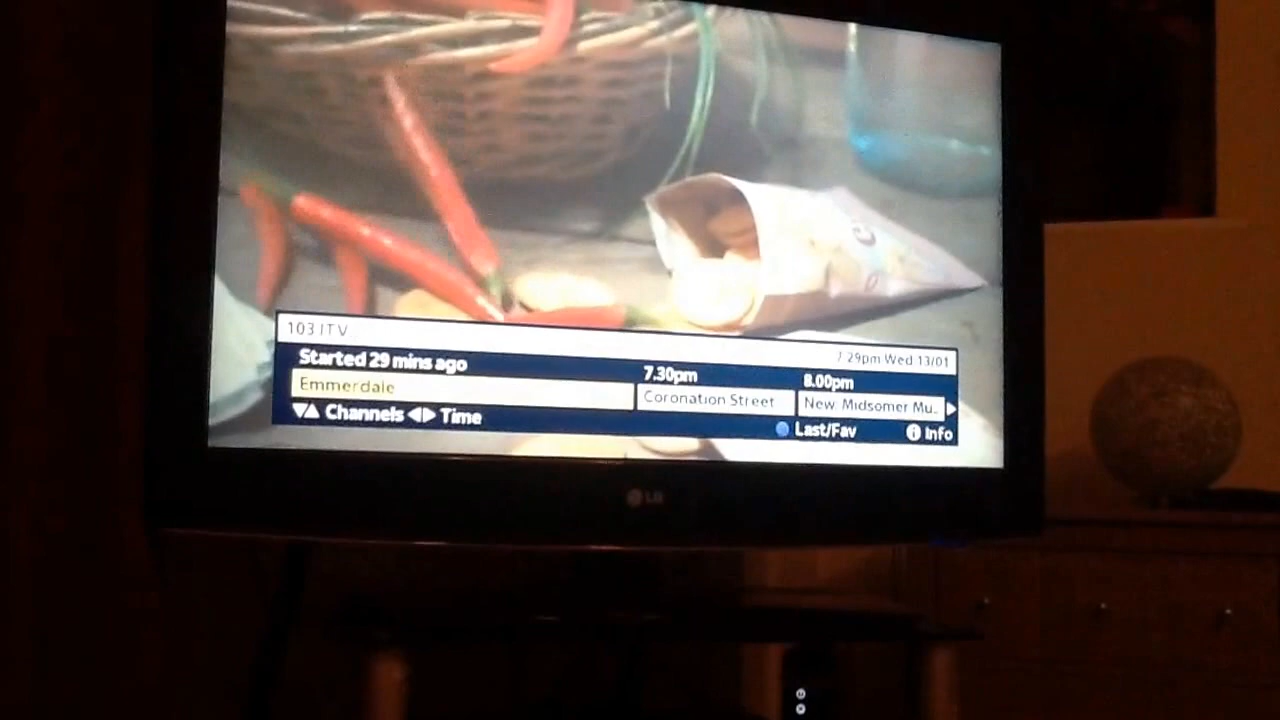 103 ITV
7.29pm Wed 13/01
Started 29 mins ago
7.30pm
8.00pm
Emmerdale
Coronation Street
New: Midsomer Mu..
Channels
Time
Last/Fav
i Info
LG